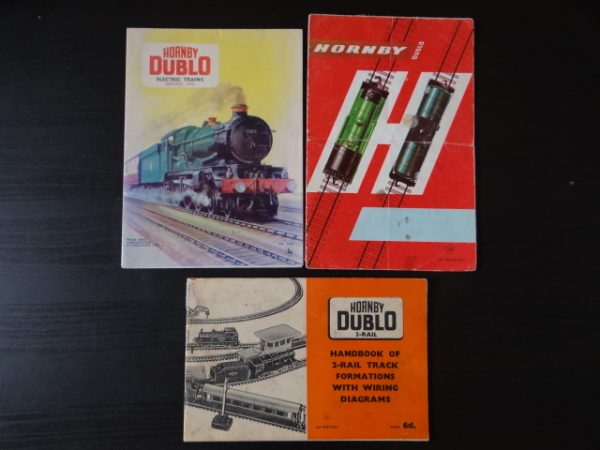 HORNBY
DUBLO
ELECTRIC TRAINS
HORNBY DUBLO
HORNBY
DUBLO
2-RAIL
HANDBOOK OF
2-RAIL TRACK
FORMATIONS
WITH WIRING
DIAGRAMS
6d.